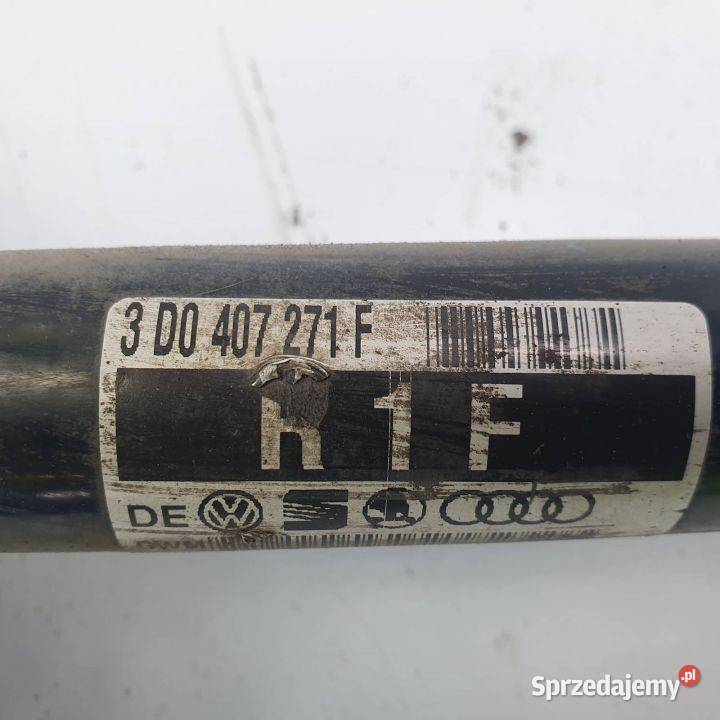 3 D0 407 271 F
R 1 F
DE
Sprzedajemy.pl